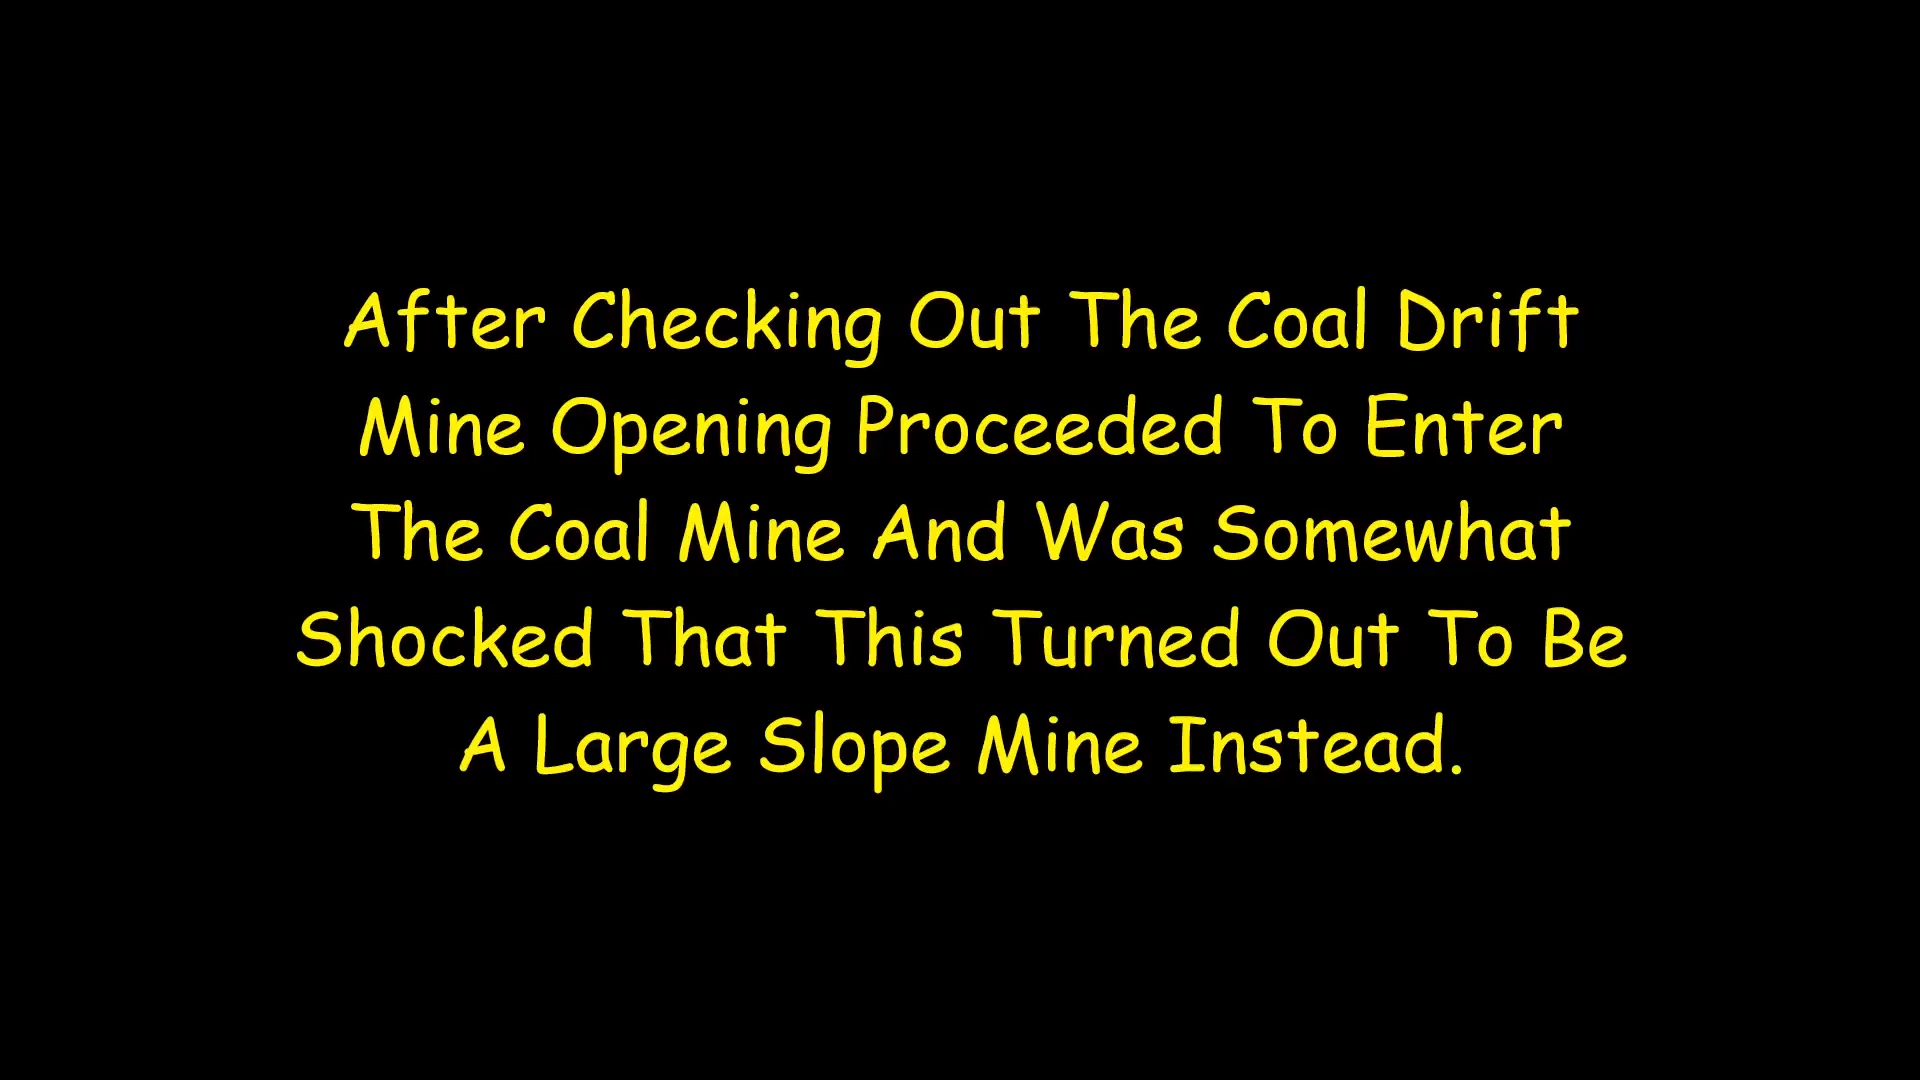 After Checking Out The Coal Drift
Mine Opening Proceeded To Enter
The Coal Mine And Was Somewhat
Shocked That This Turned Out To Be
A Large Slope Mine Instead.